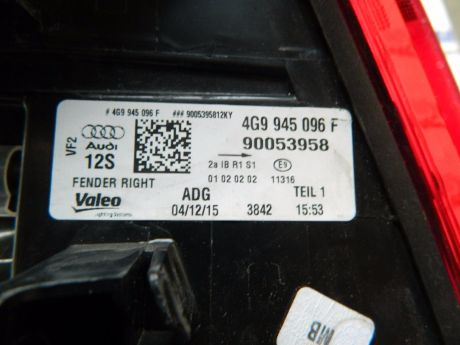 # 4G9 945 096 F ### 9005395812KY
VF2
Audi
12S
4G9 945 096 F
90053958
2a IB R1 S1 E9
01 02 02 02 11316
FENDER RIGHT ADG TEIL 1
Valeo 04/12/15 3842 15:53
Lighting Systems
MB